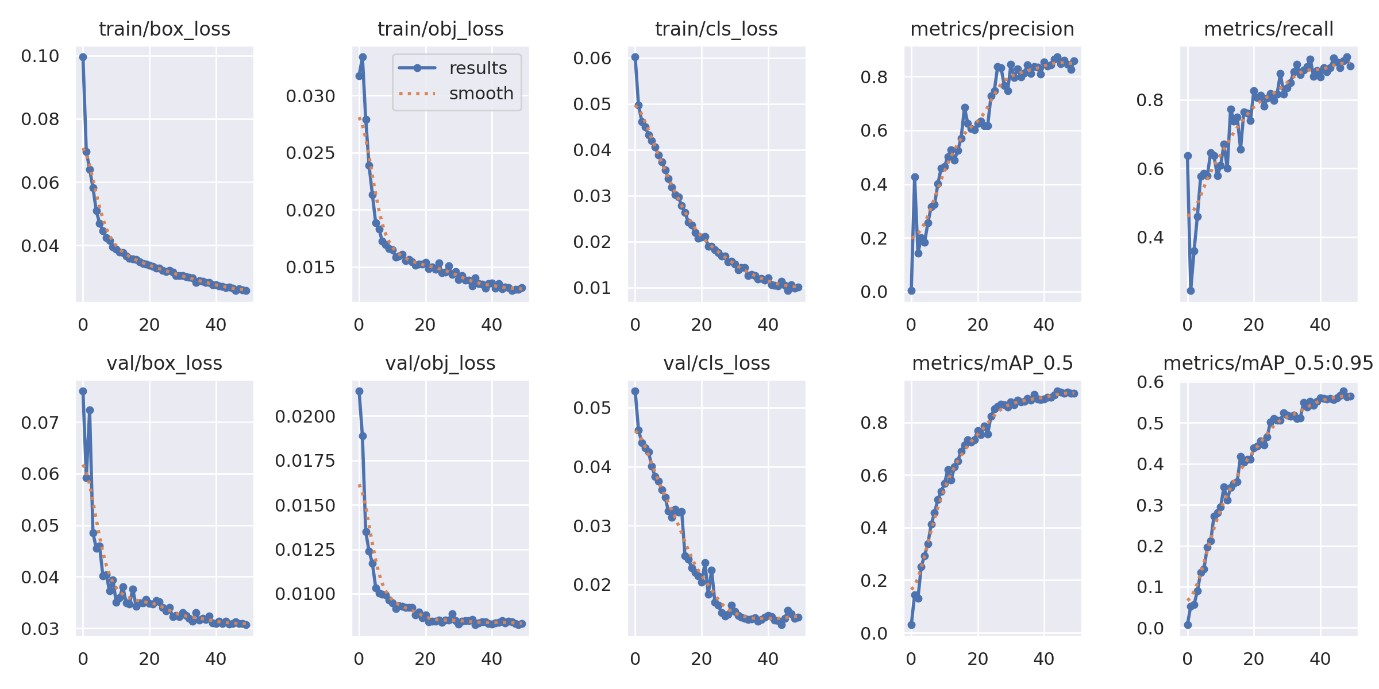 train/box_loss
train/obj_loss
train/cls_loss
metrics/precision
metrics/recall
0.10
0.08
0.06
0.04
0 20 40
0.030
0.025
0.020
0.015
results
smooth
0 20 40
0.06
0.05
0.04
0.03
0.02
0.01
0 20 40
0.8
0.6
0.4
0.2
0.0
0 20 40
0.8
0.6
0.4
0 20 40
val/box_loss
val/obj_loss
val/cls_loss
metrics/mAP_0.5
metrics/mAP_0.5:0.95
0.07
0.06
0.05
0.04
0.03
0 20 40
0.0200
0.0175
0.0150
0.0125
0.0100
0 20 40
0.05
0.04
0.03
0.02
0 20 40
0.8
0.6
0.4
0.2
0.0
0 20 40
0.6
0.5
0.4
0.3
0.2
0.1
0.0
0 20 40